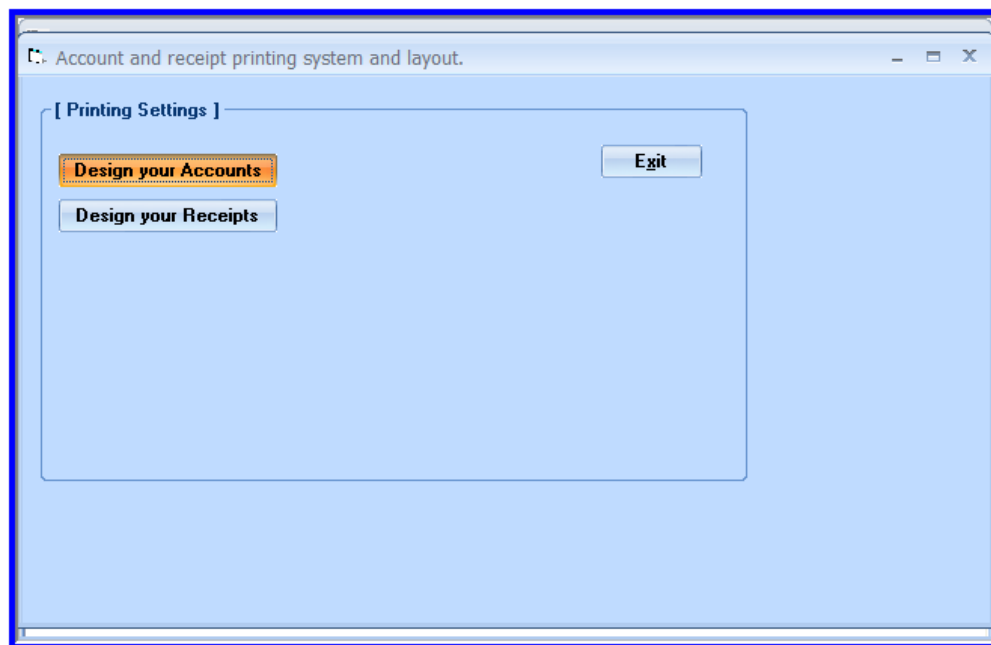 Account and receipt printing system and layout.
[ Printing Settings ]
Design your Accounts
Exit
Design your Receipts